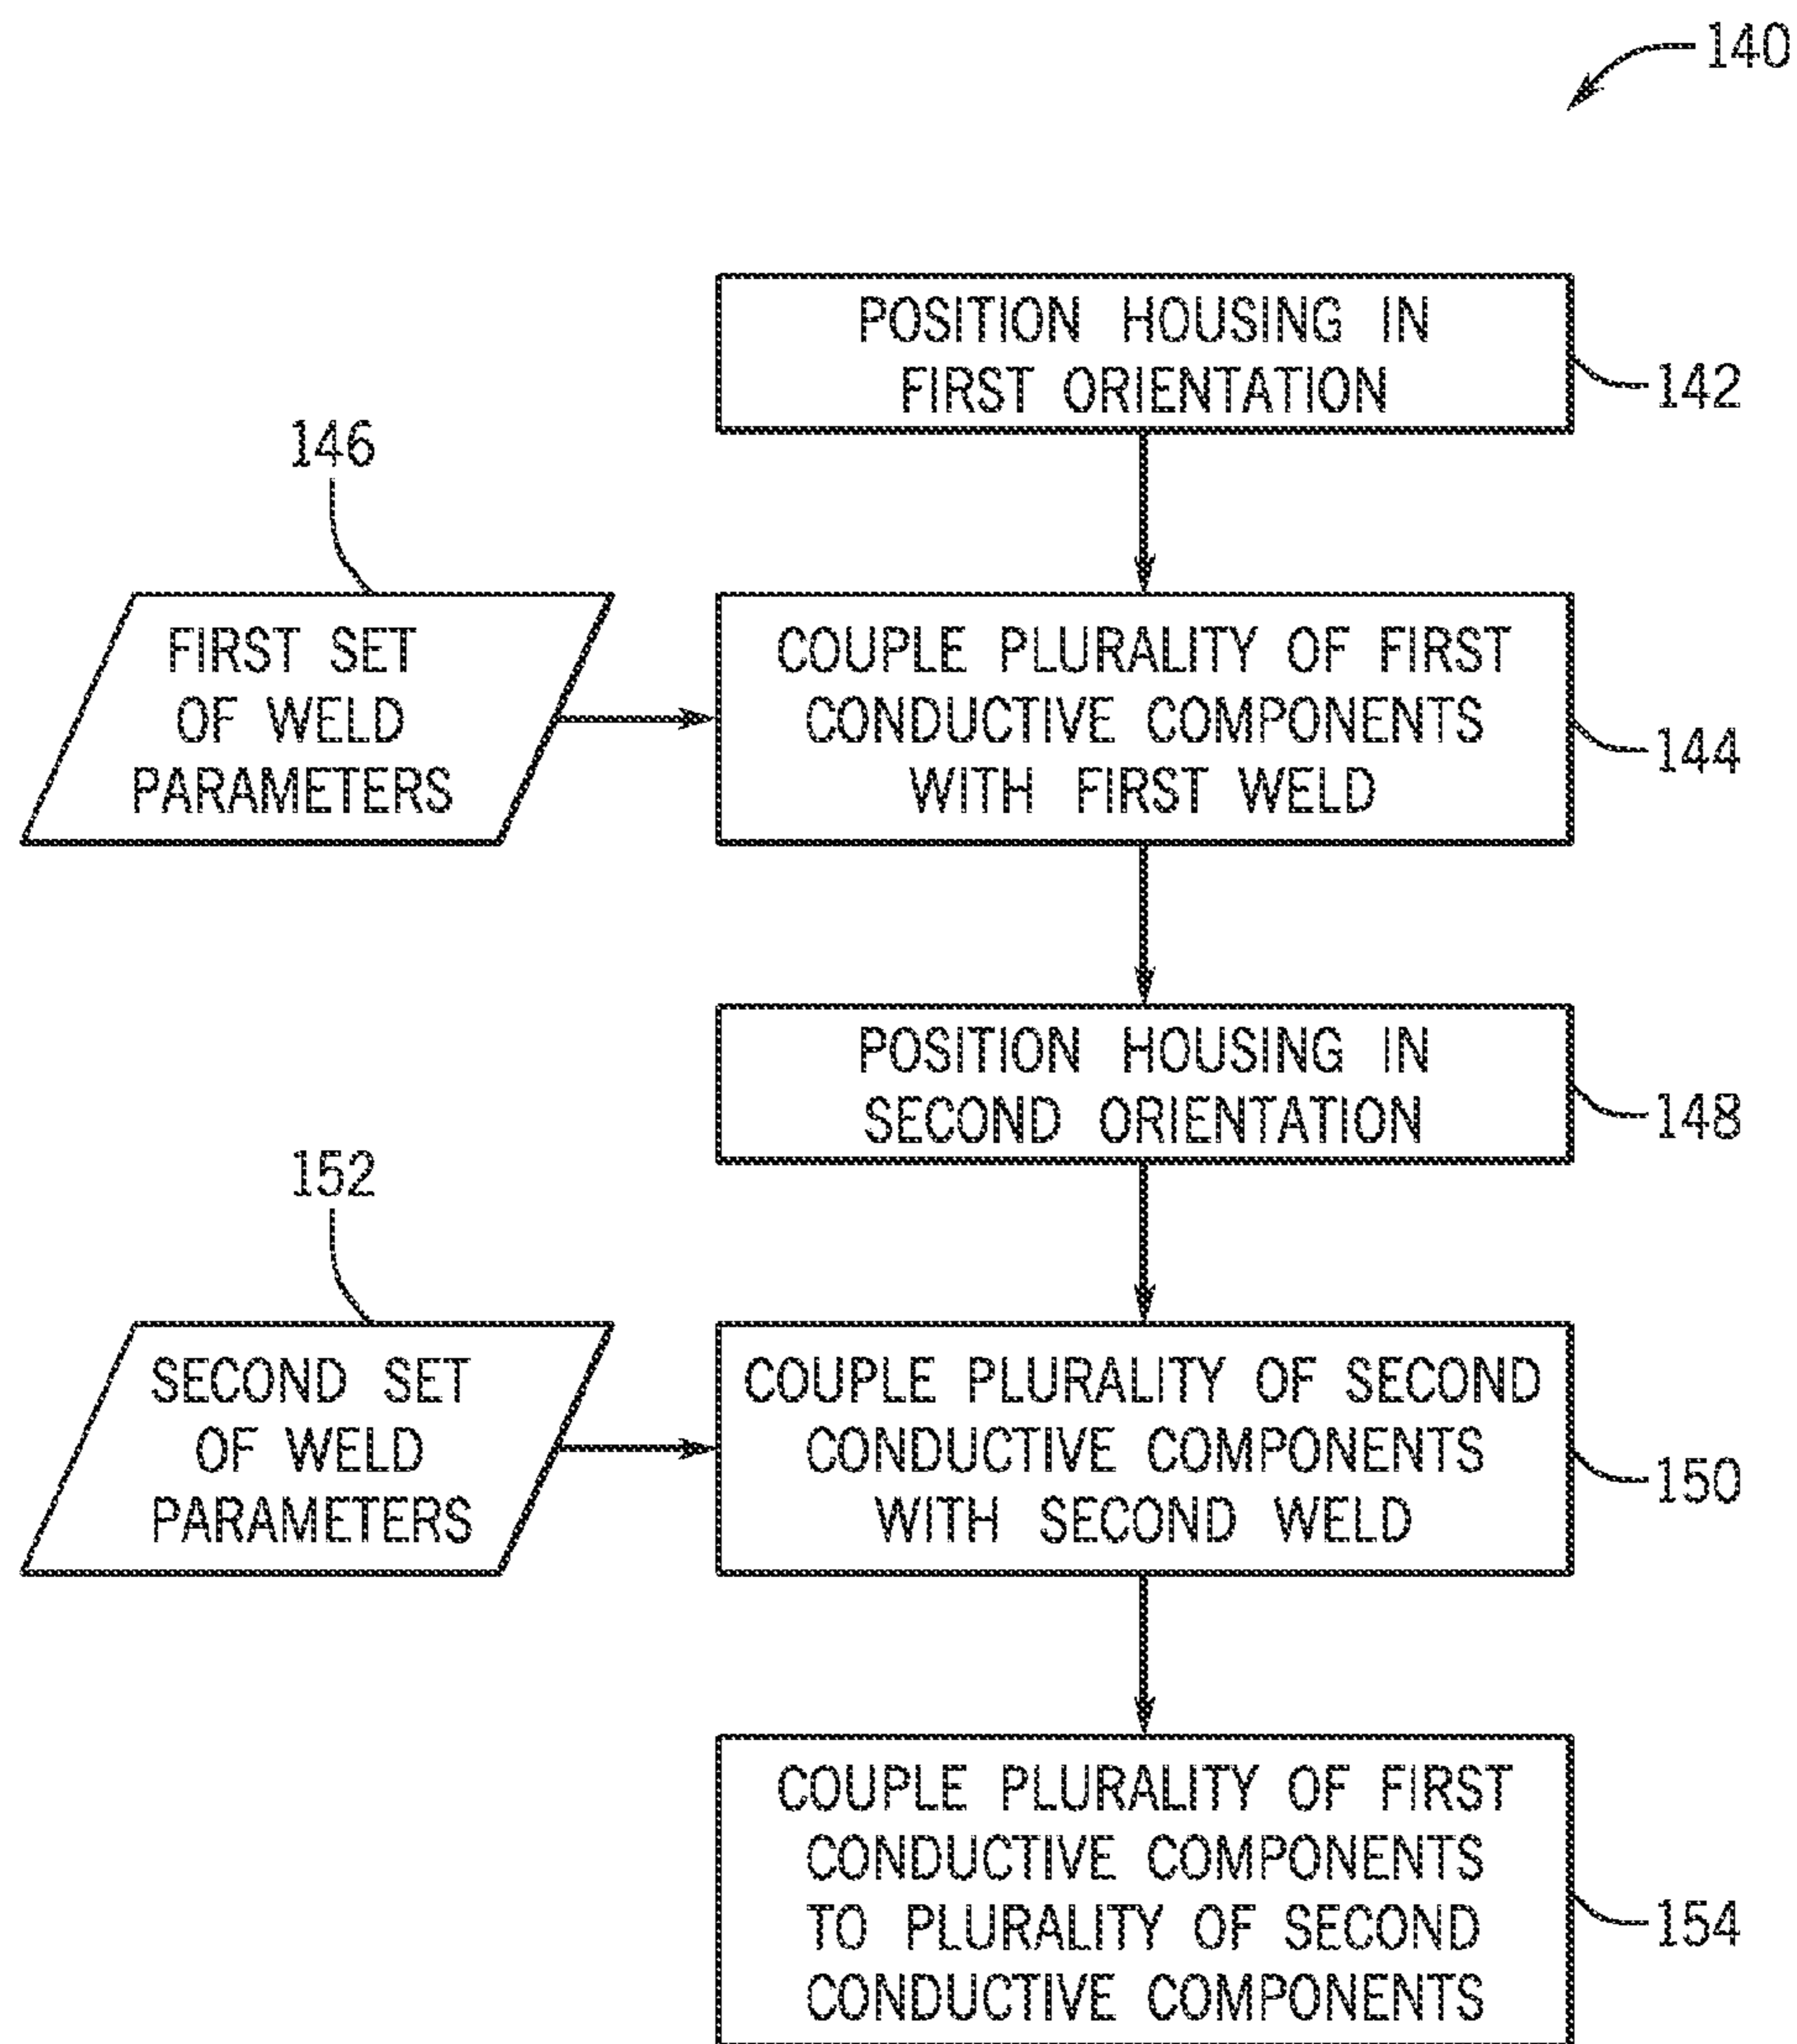 140
POSITION HOUSING IN
FIRST ORIENTATION
142
146
FIRST SET
OF WELD
PARAMETERS
COUPLE PLURALITY OF FIRST
CONDUCTIVE COMPONENTS
WITH FIRST WELD
144
POSITION HOUSING IN
SECOND ORIENTATION
148
152
SECOND SET
OF WELD
PARAMETERS
COUPLE PLURALITY OF SECOND
CONDUCTIVE COMPONENTS
WITH SECOND WELD
150
COUPLE PLURALITY OF FIRST
CONDUCTIVE COMPONENTS
TO PLURALITY OF SECOND
CONDUCTIVE COMPONENTS
154